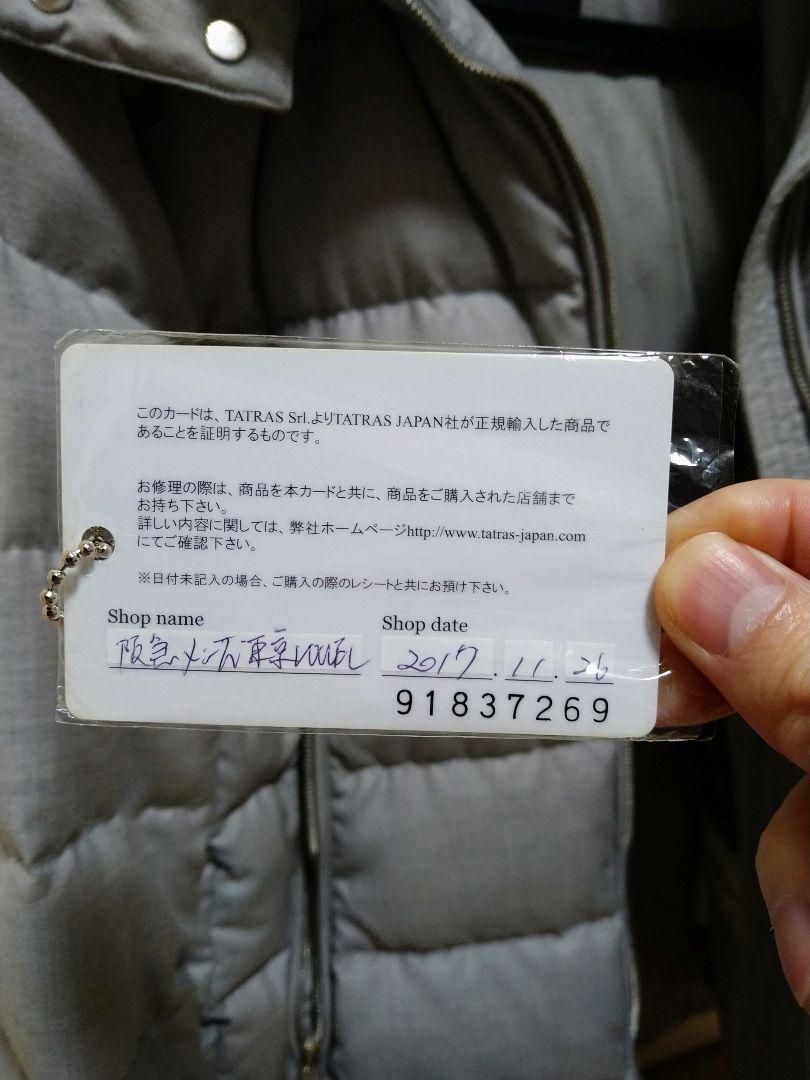 このカードは、TATRAS Srl.よりTATRAS JAPAN社が正規輸入した商品で
あることを証明するものです。
お修理の際は、商品を本カードと共に、商品をご購入された店舗まで
お持ち下さい。
詳しい内容に関しては、弊社ホームページhttp://www.tatras-japan.com
にてご確認下さい。
※日付未記入の場合、ご購入の際のレシートと共にお預け下さい。
Shop name
Shop date
阪急メンズ東京
2017.11.26
91837269